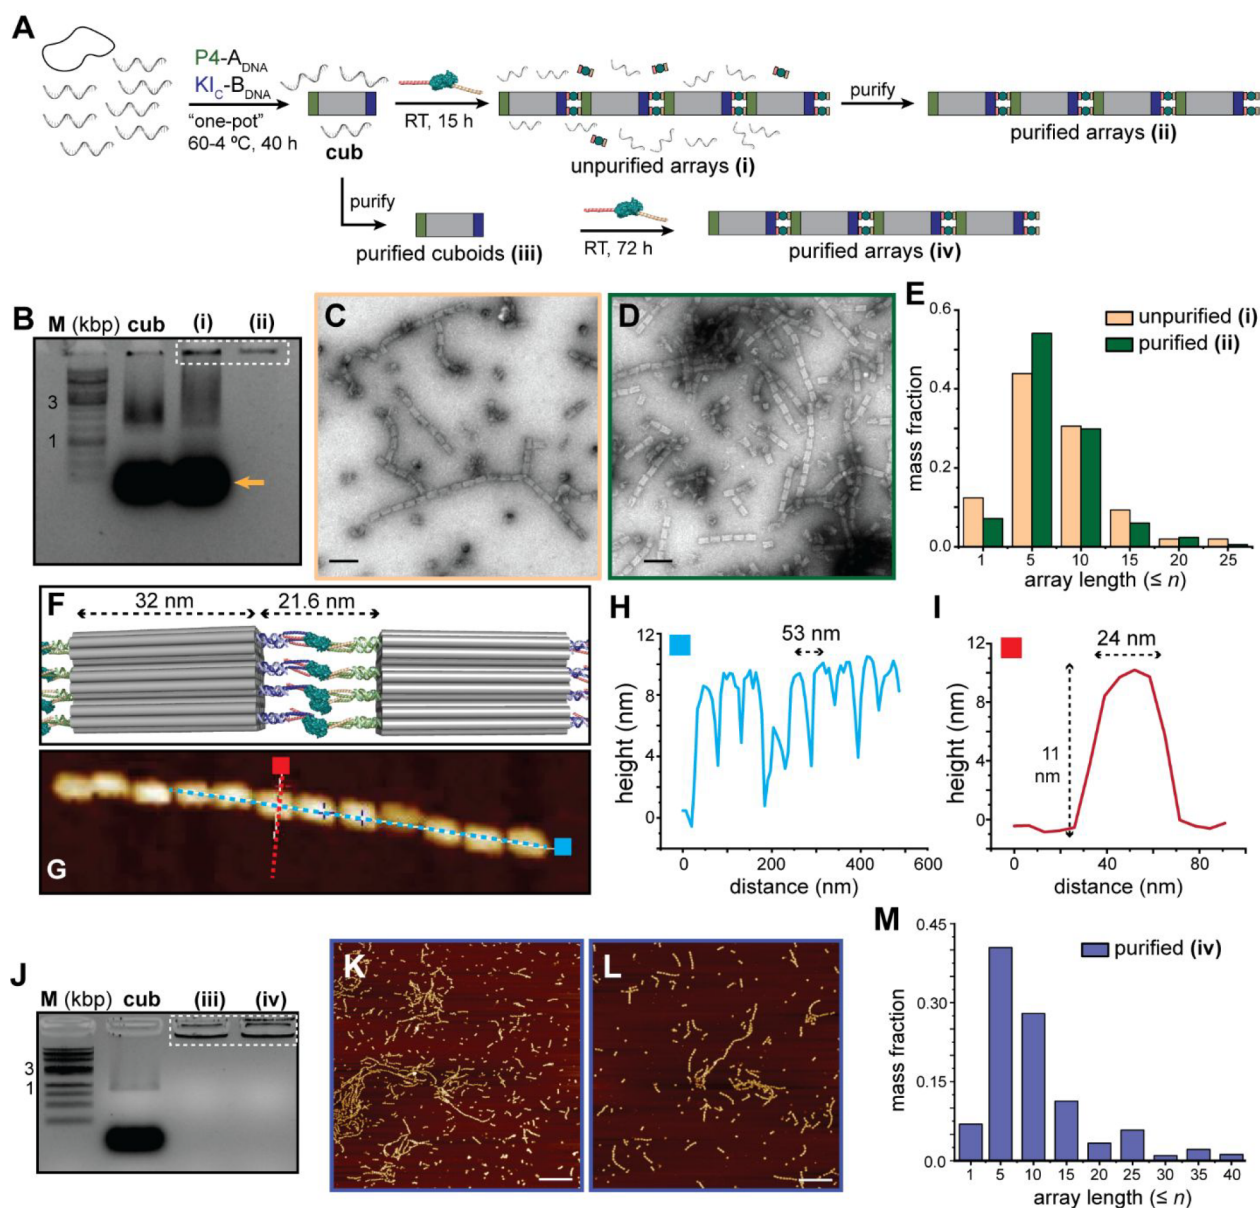 A
P4-ADNA
KIC-BDNA
"one-pot"
60-4 ºC, 40 h
cub
RT, 15 h
unpurified arrays (i)
purify
purified arrays (ii)
purify
purified cuboids (iii)
RT, 72 h
purified arrays (iv)
B
M (kbp) cub (i) (ii)
3
1
C
D
E
unpurified (i)
purified (ii)
mass fraction
0.6
0.4
0.2
0.0
1 5 10 15 20 25
array length (≤ n)
F
32 nm
21.6 nm
G
H
53 nm
height (nm)
12
8
4
0
0 200 400 600
distance (nm)
I
24 nm
11
nm
height (nm)
12
8
4
0
0 40 80
distance (nm)
J
M (kbp) cub (iii) (iv)
3
1
K
L
M
purified (iv)
mass fraction
0.45
0.30
0.15
0.0
1 5 10 15 20 25 30 35 40
array length (≤ n)